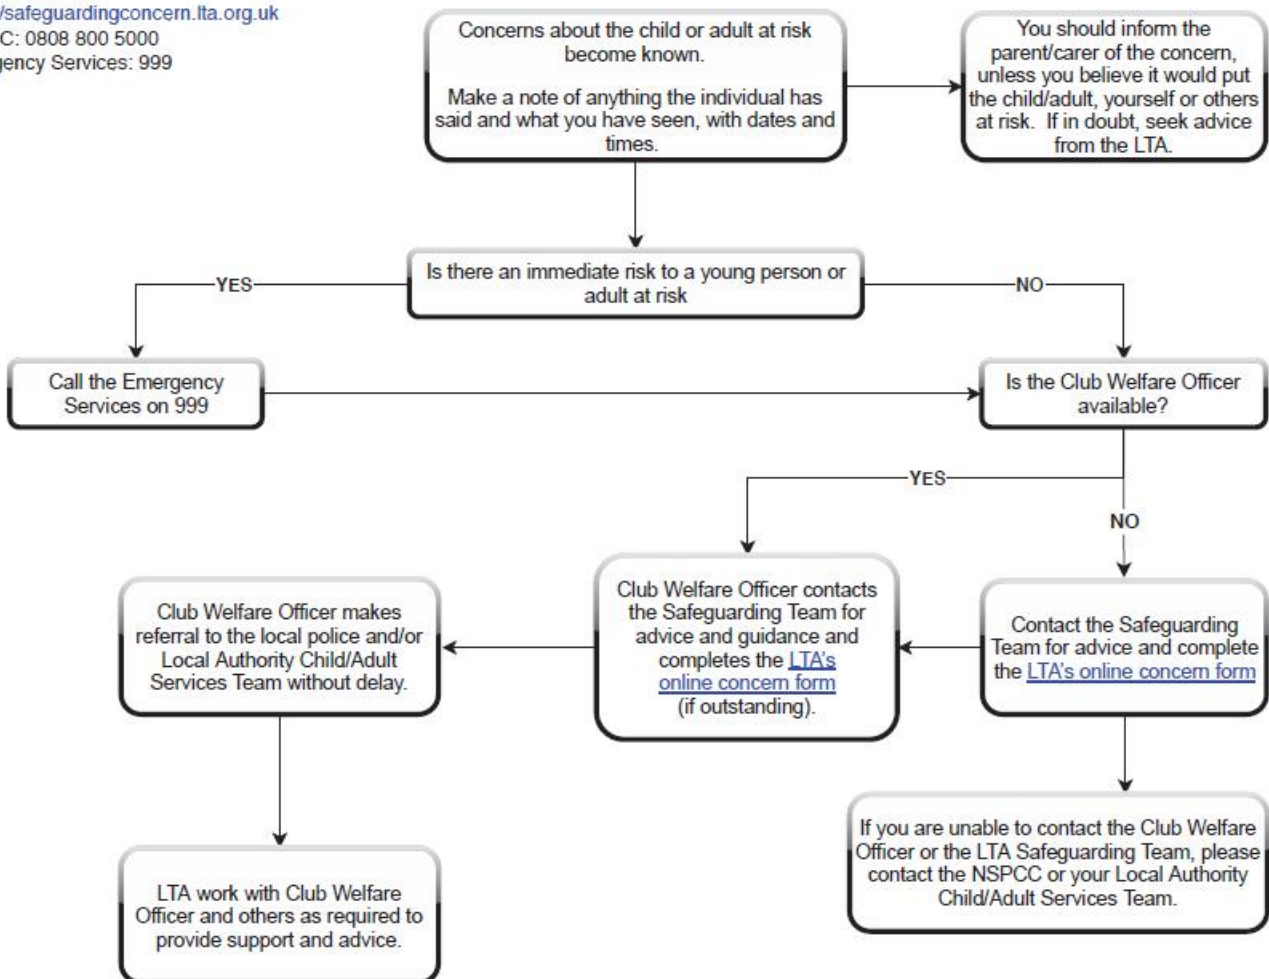 /safeguardingconcern.lta.org.uk
C: 0808 800 5000
gency Services: 999
Concerns about the child or adult at risk
become known.
Make a note of anything the individual has
said and what you have seen, with dates and
times.
You should inform the
parent/carer of the concern,
unless you believe it would put
the child/adult, yourself or others
at risk. If in doubt, seek advice
from the LTA.
Is there an immediate risk to a young person or
adult at risk
YES
NO
Call the Emergency
Services on 999
Is the Club Welfare Officer
available?
YES
NO
Club Welfare Officer makes
referral to the local police and/or
Local Authority Child/Adult
Services Team without delay.
Club Welfare Officer contacts
the Safeguarding Team for
advice and guidance and
completes the LTA's
online concern form
(if outstanding).
Contact the Safeguarding
Team for advice and complete
the LTA's online concern form
LTA work with Club Welfare
Officer and others as required to
provide support and advice.
If you are unable to contact the Club Welfare
Officer or the LTA Safeguarding Team, please
contact the NSPCC or your Local Authority
Child/Adult Services Team.